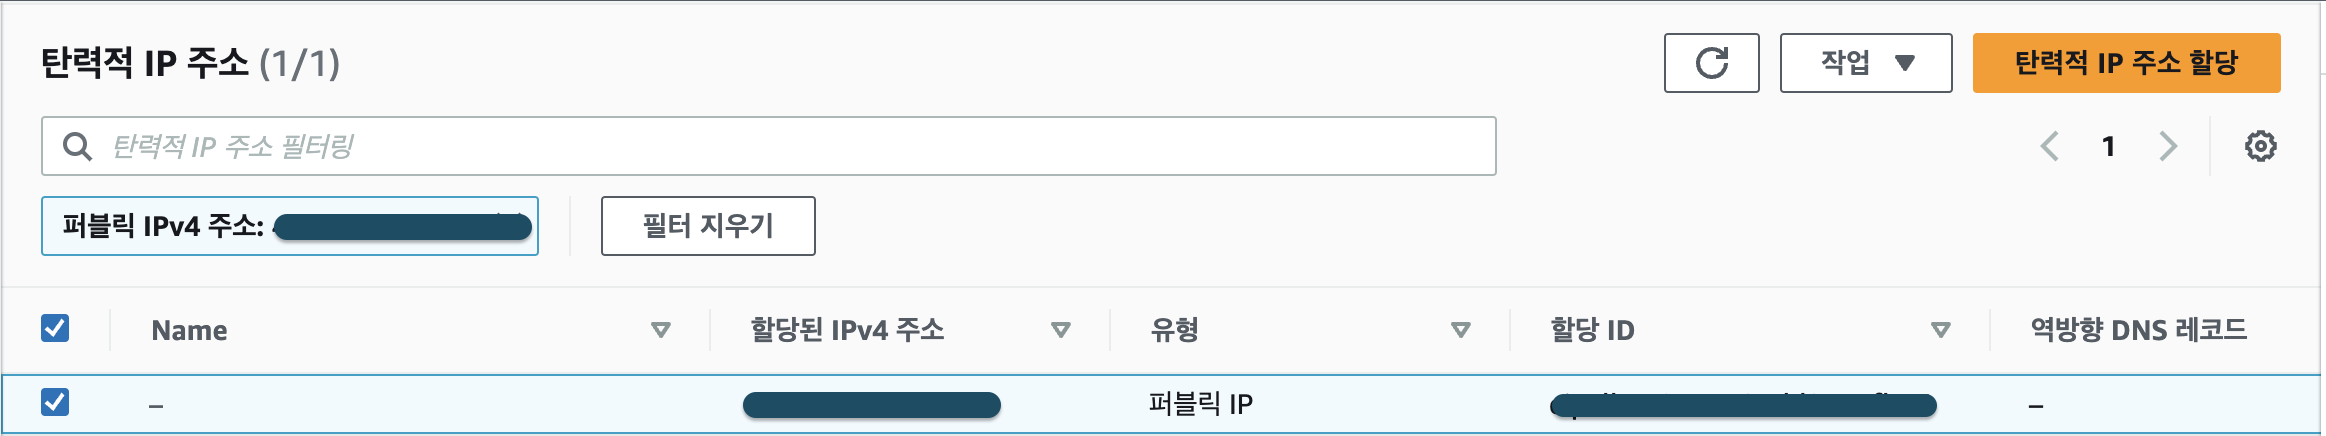 탄력적 IP 주소 (1/1)
작업
탄력적 IP 주소 할당
탄력적 IP 주소 필터링
1
퍼블릭 IPv4 주소:
필터 지우기
Name 할당된 IPv4 주소 유형 할당 ID 역방향 DNS 레코드
– 퍼블릭 IP –